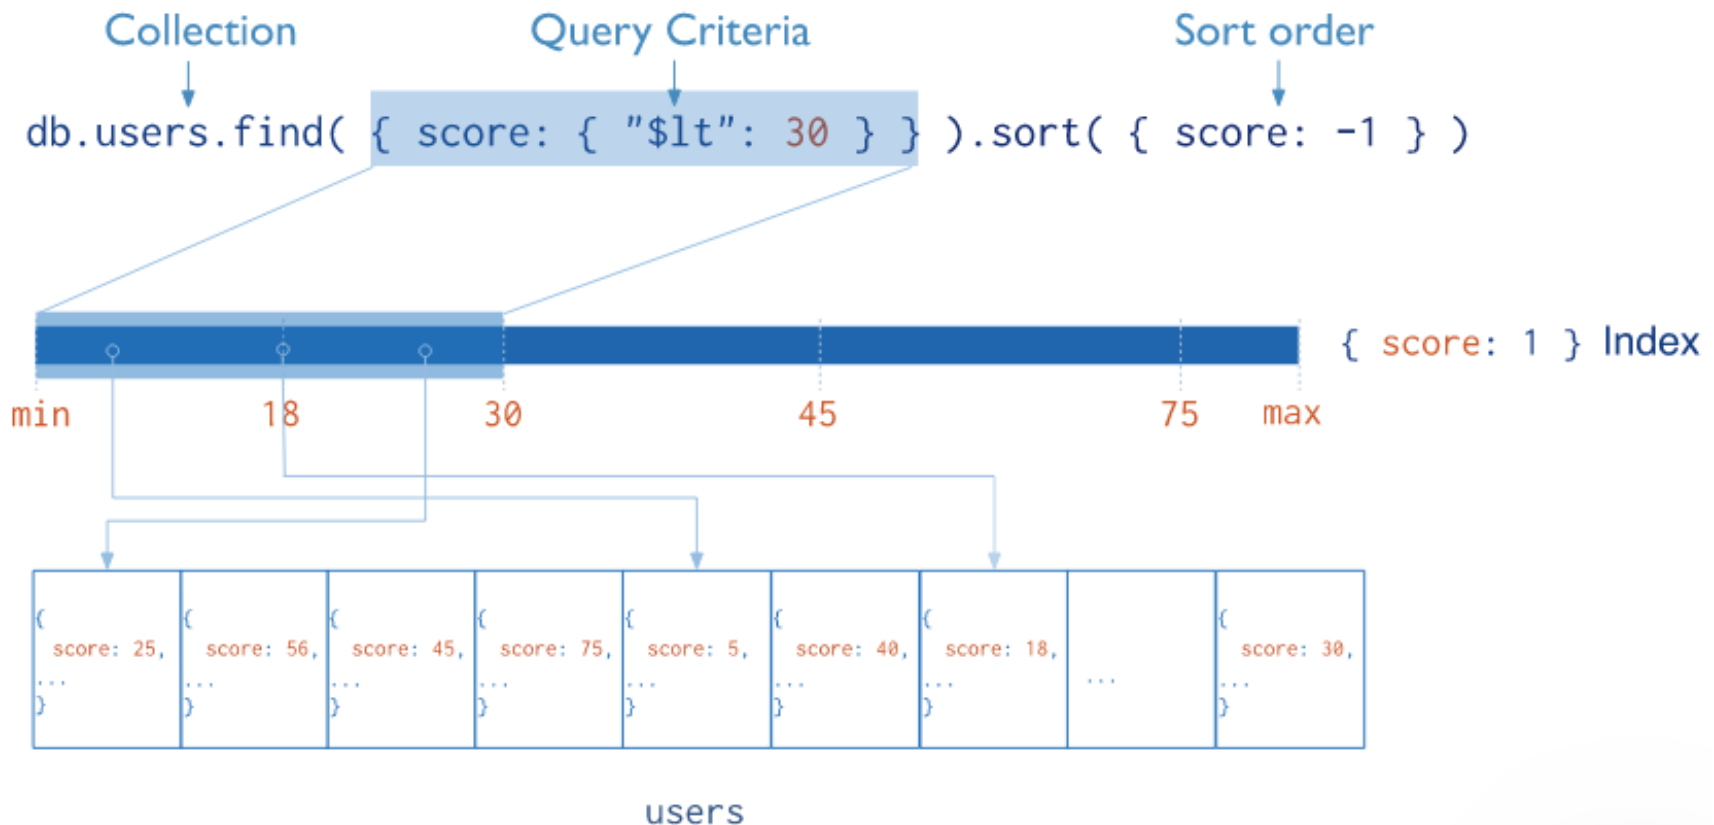 Collection Query Criteria Sort order
db.users.find( { score: { "$lt": 30 } } ).sort( { score: -1 } )
{ score: 1 } Index
min 18 30 45 75 max
{ { { { { { { {
score: 25, score: 56, score: 45, score: 75, score: 5, score: 40, score: 18, score: 30,
... ... ... ... ... ... ... ... ...
} } } } } } } }
users